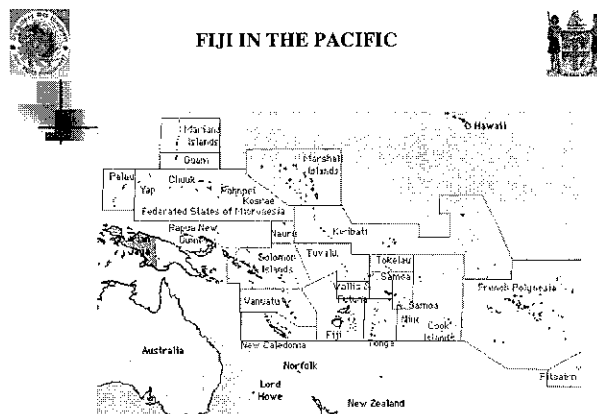 FIJI IN THE PACIFIC
Hawaii
Mariana
Islands
Guam
Marshall
Islands
Palau
Yap
Chuuk
Pohnpei
Kosrae
Federated States of Micronesia
Papua New
Guinea
Nauru
Kiribati
Solomon
Islands
Tuvalu
Tokelau
Samoa
Wallis &
Futuna
French Polynesia
Vanuatu
Samoa
Niue
Fiji
Cook
Islands
New Caledonia
Tonga
Australia
Norfolk
Pitcairn
Lord
Howe
New Zealand